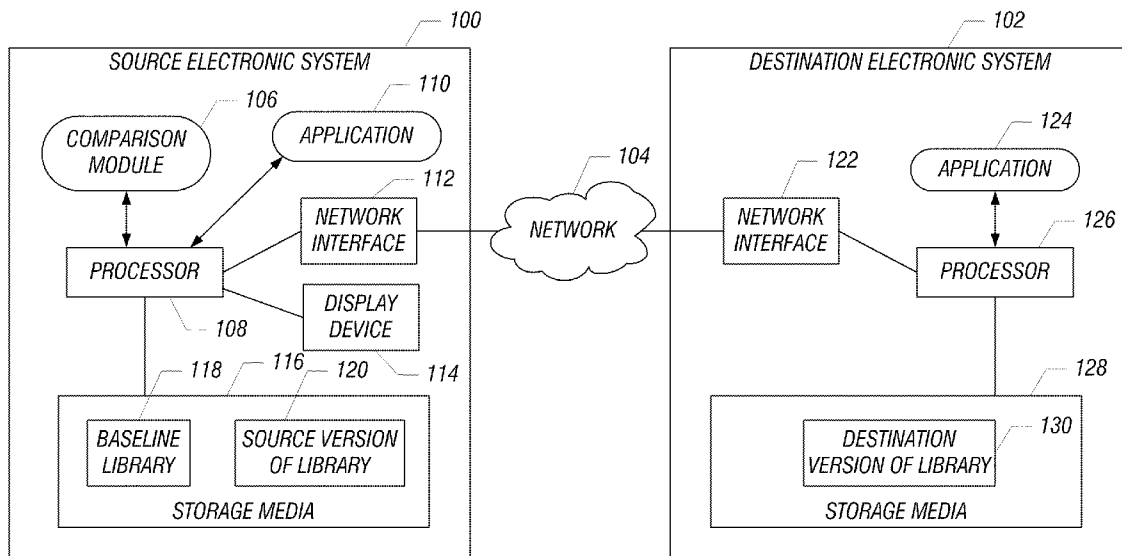 100
SOURCE ELECTRONIC SYSTEM
106
COMPARISON
MODULE
110
APPLICATION
112
NETWORK
INTERFACE
PROCESSOR
108
DISPLAY
DEVICE
114
118
116
120
BASELINE
LIBRARY
SOURCE VERSION
OF LIBRARY
STORAGE MEDIA
104
NETWORK
102
DESTINATION ELECTRONIC SYSTEM
122
NETWORK
INTERFACE
124
APPLICATION
126
PROCESSOR
128
130
DESTINATION
VERSION OF LIBRARY
STORAGE MEDIA